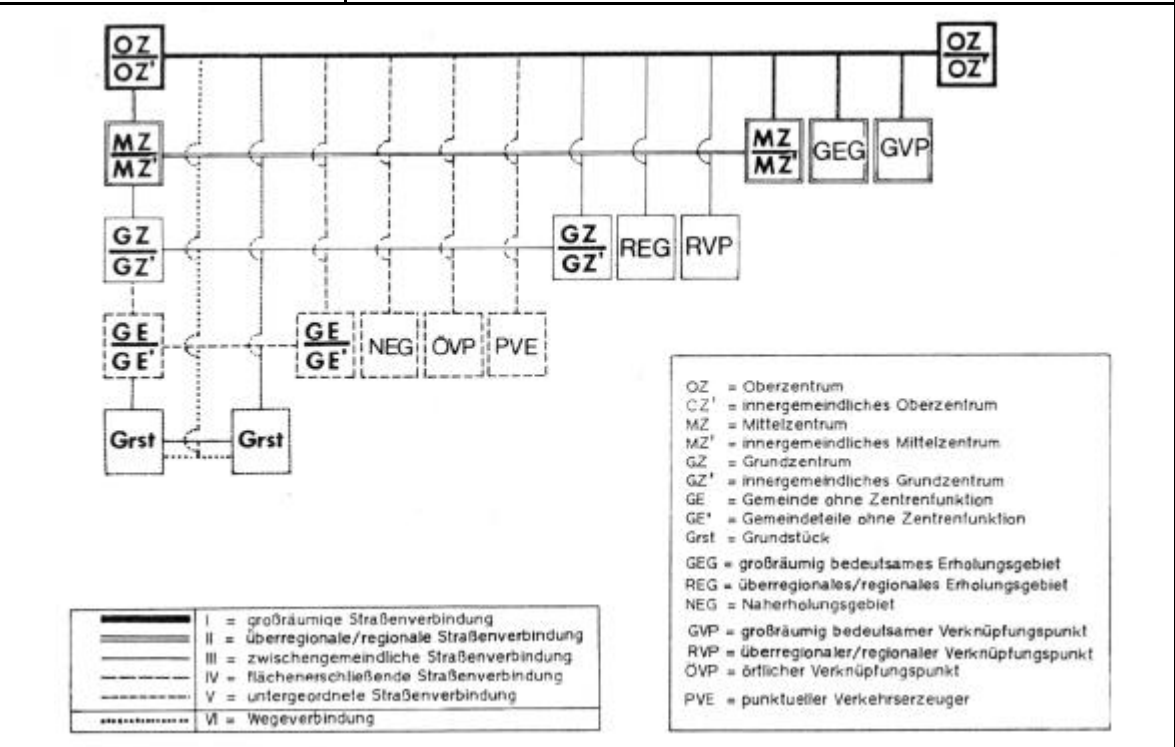 OZ
OZ'
OZ
OZ'
MZ
MZ'
MZ
MZ'
GEG
GVP
GZ
GZ'
GZ
GZ'
REG
RVP
GE
GE'
GE
GE'
NEG
ÖVP
PVE
Grst
Grst
OZ = Oberzentrum
CZ' = innergemeindliches Oberzentrum
MZ = Mittelzentrum
MZ' = innergemeindliches Mittelzentrum
GZ = Grundzentrum
GZ' = innergemeindliches Grundzentrum
GE = Gemeinde ohne Zentrenfunktion
GE' = Gemeindeteile ohne Zentrenfunktion
Grst = Grundstück
GEG = großräumig bedeutsames Erholungsgebiet
REG = überregionales/regionales Erholungsgebiet
NEG = Naherholungsgebiet
GVP = großräumig bedeutsamer Verknüpfungspunkt
RVP = überregionaler/regionaler Verknüpfungspunkt
ÖVP = örtlicher Verknüpfungspunkt
PVE = punktueller Verkehrserzeuger
I = großräumige Straßenverbindung
II = überregionale/regionale Straßenverbindung
III = zwischengemeindliche Straßenverbindung
IV = flächenerschließende Straßenverbindung
V = untergeordnete Straßenverbindung
VI = Wegeverbindung